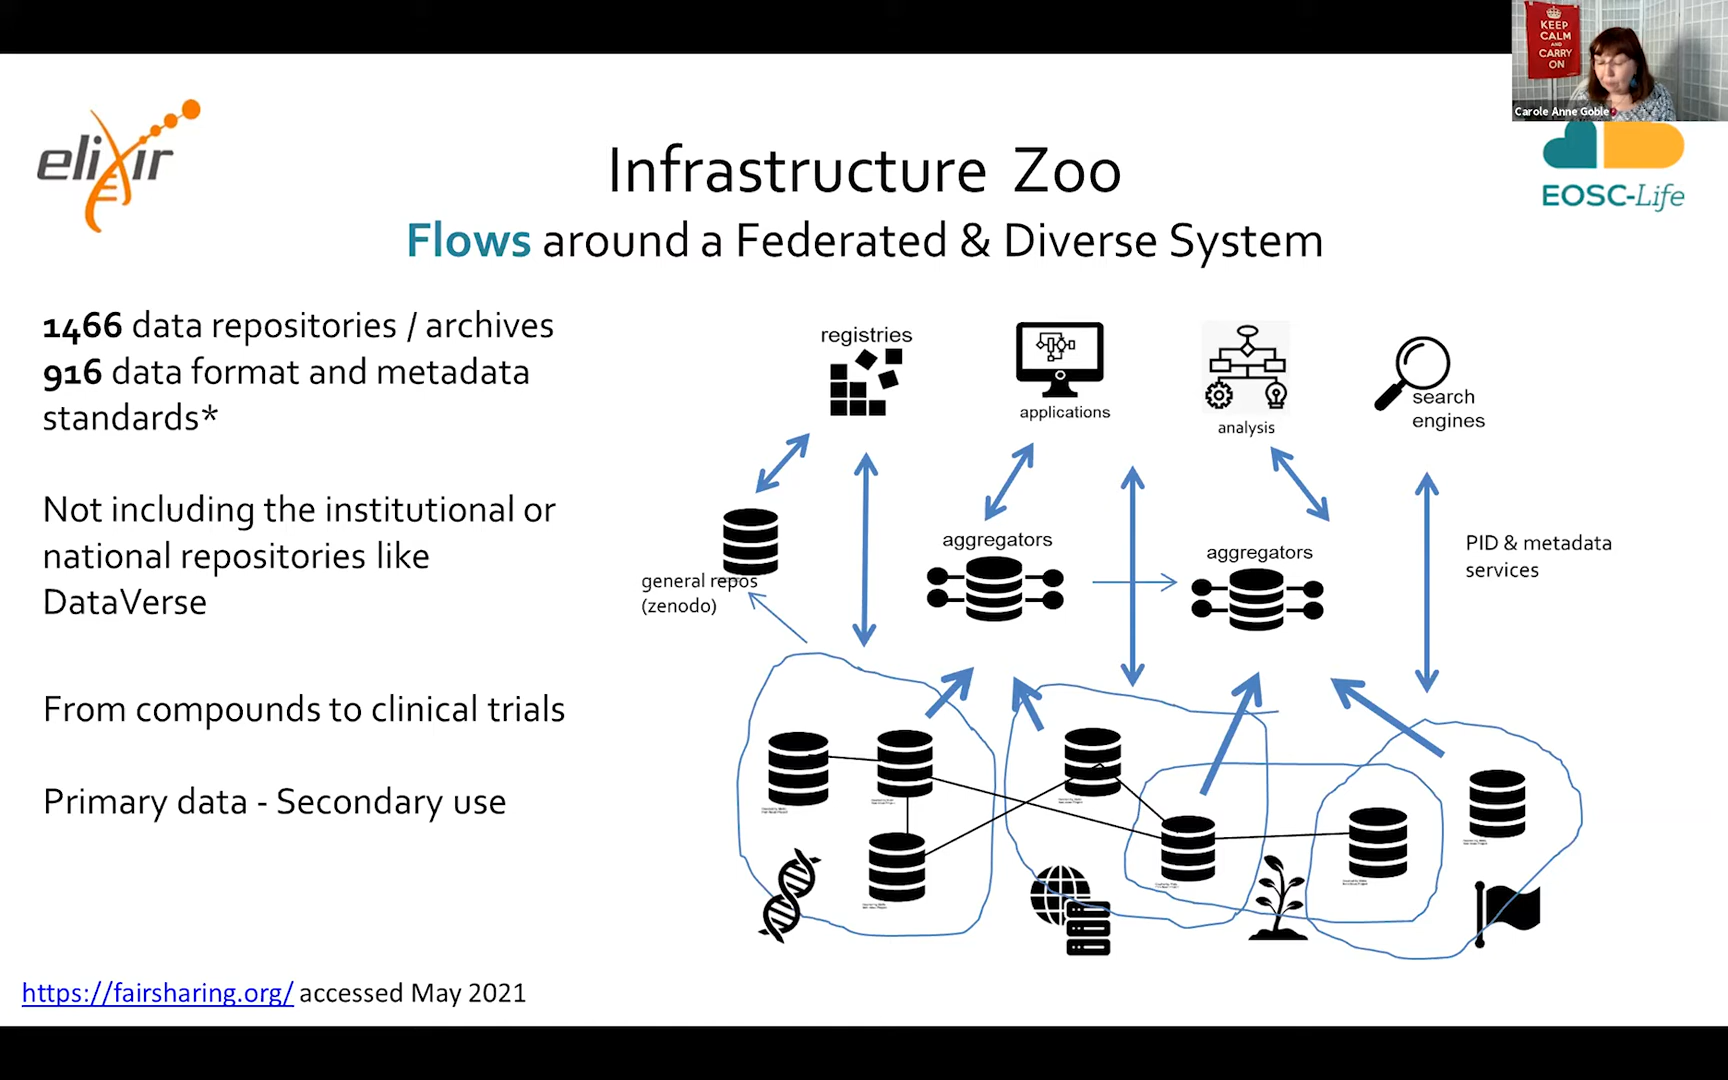 KEEP
CALM
AND
CARRY
ON
Carole Anne Goble
elixir
EOSC-Life
Infrastructure Zoo
Flows around a Federated & Diverse System
1466 data repositories / archives
916 data format and metadata
standards*
Not including the institutional or
national repositories like
DataVerse
From compounds to clinical trials
Primary data - Secondary use
https://fairsharing.org/ accessed May 2021
registries
applications
analysis
search
engines
general repos
(zenodo)
aggregators
aggregators
PID & metadata
services